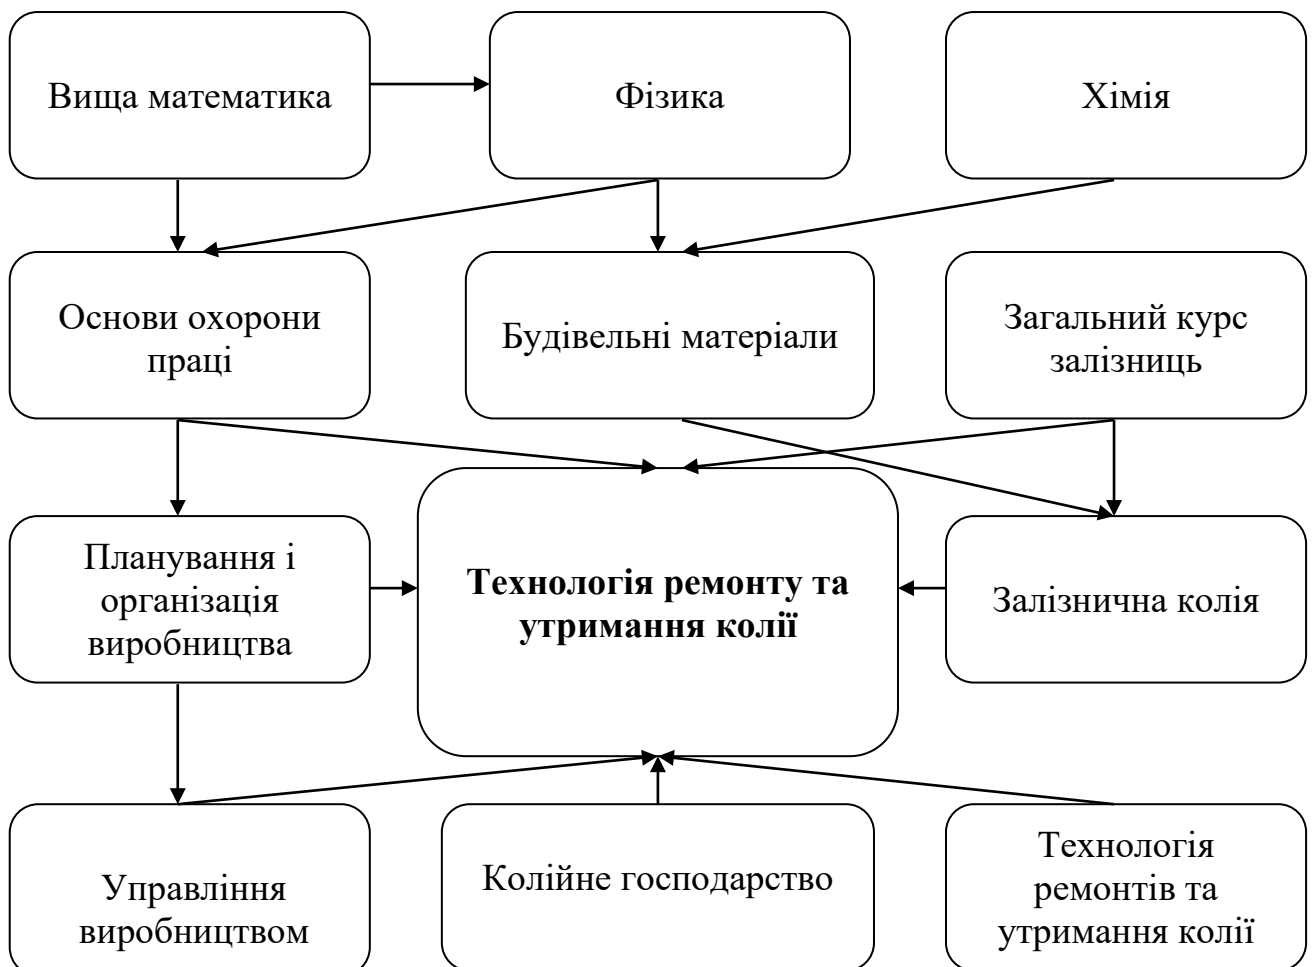 Вища математика
Фізика
Хімія
Основи охорони
праці
Будівельні матеріали
Загальний курс
залізниць
Планування і
організація
виробництва
Технологія ремонту та
утримання колії
Залізнична колія
Управління
виробництвом
Колійне господарство
Технологія
ремонтів та
утримання колії